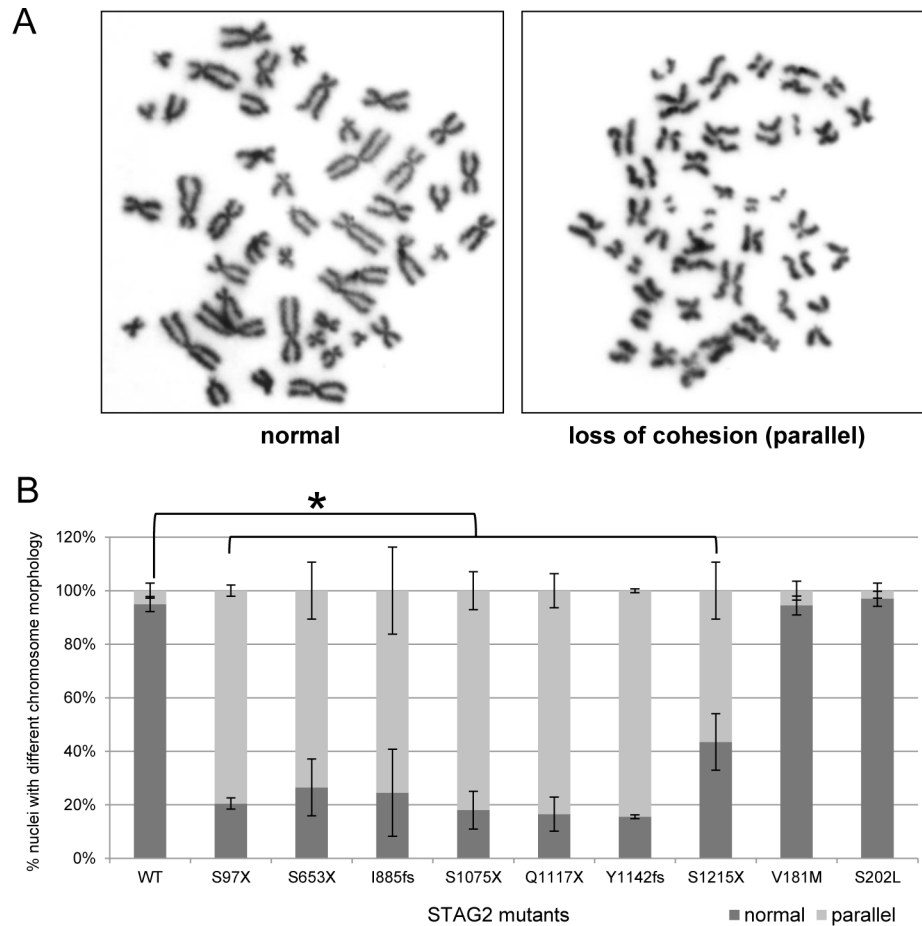 A
normal
loss of cohesion (parallel)
B
*
% nuclei with different chromosome morphology
120%
100%
80%
60%
40%
20%
0%
WT S97X S653X I885fs S1075X Q1117X Y1142fs S1215X V181M S202L
STAG2 mutants
normal parallel